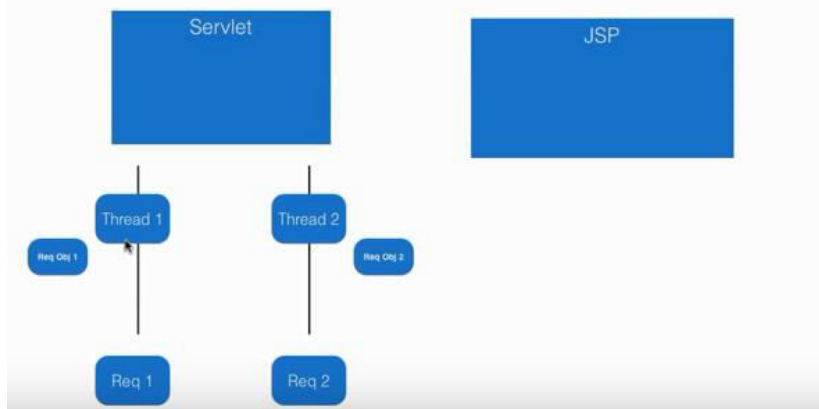 Servlet
JSP
Thread 1
Thread 2
Req Obj 1
Req Obj 2
Req 1
Req 2